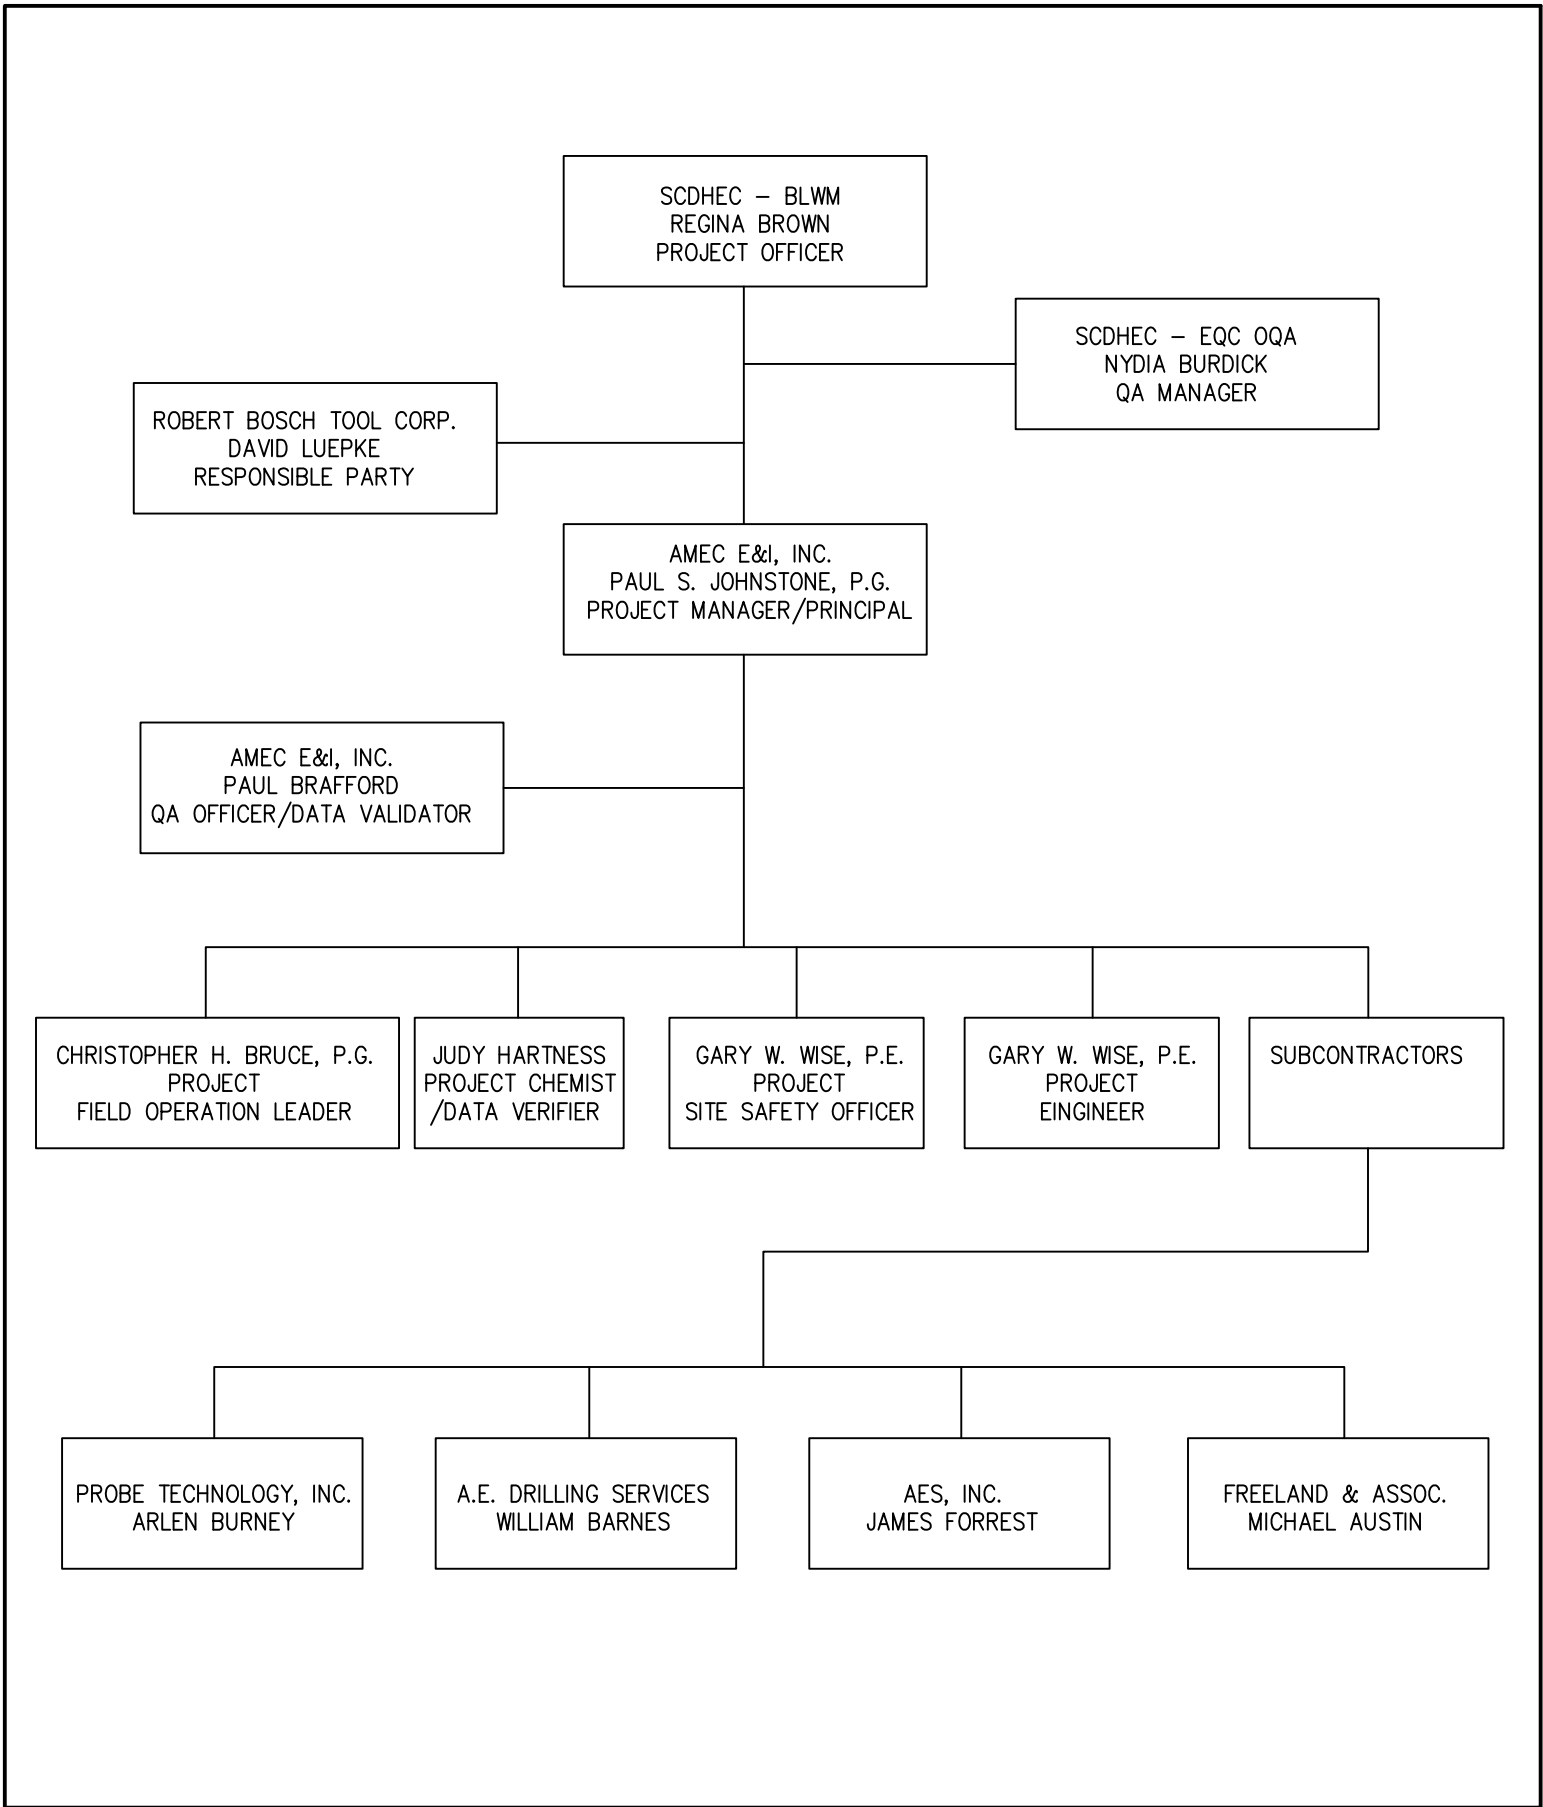 SCDHEC – BLWM
REGINA BROWN
PROJECT OFFICER
SCDHEC – EQC OQA
NYDIA BURDICK
QA MANAGER
ROBERT BOSCH TOOL CORP.
DAVID LUEPKE
RESPONSIBLE PARTY
AMEC E&I, INC.
PAUL S. JOHNSTONE, P.G.
PROJECT MANAGER/PRINCIPAL
AMEC E&I, INC.
PAUL BRAFFORD
QA OFFICER/DATA VALIDATOR
CHRISTOPHER H. BRUCE, P.G.
PROJECT
FIELD OPERATION LEADER
JUDY HARTNESS
PROJECT CHEMIST
/DATA VERIFIER
GARY W. WISE, P.E.
PROJECT
SITE SAFETY OFFICER
GARY W. WISE, P.E.
PROJECT
EINGINEER
SUBCONTRACTORS
PROBE TECHNOLOGY, INC.
ARLEN BURNEY
A.E. DRILLING SERVICES
WILLIAM BARNES
AES, INC.
JAMES FORREST
FREELAND & ASSOC.
MICHAEL AUSTIN